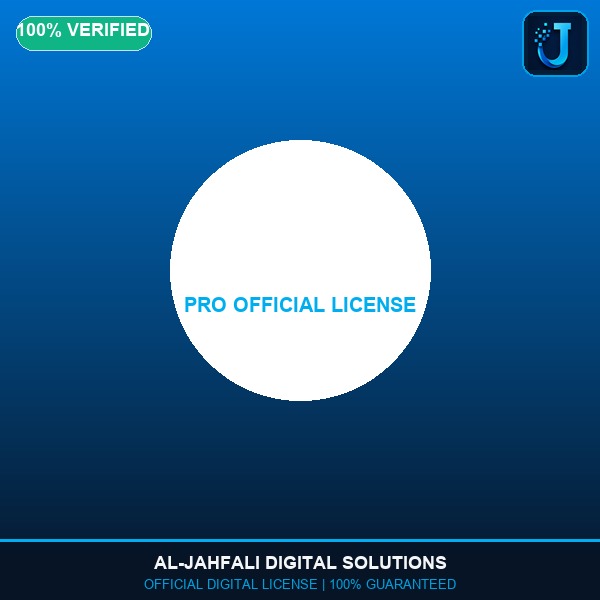 100% VERIFIED
J
PRO OFFICIAL LICENSE
AL-JAHFALI DIGITAL SOLUTIONS
OFFICIAL DIGITAL LICENSE | 100% GUARANTEED